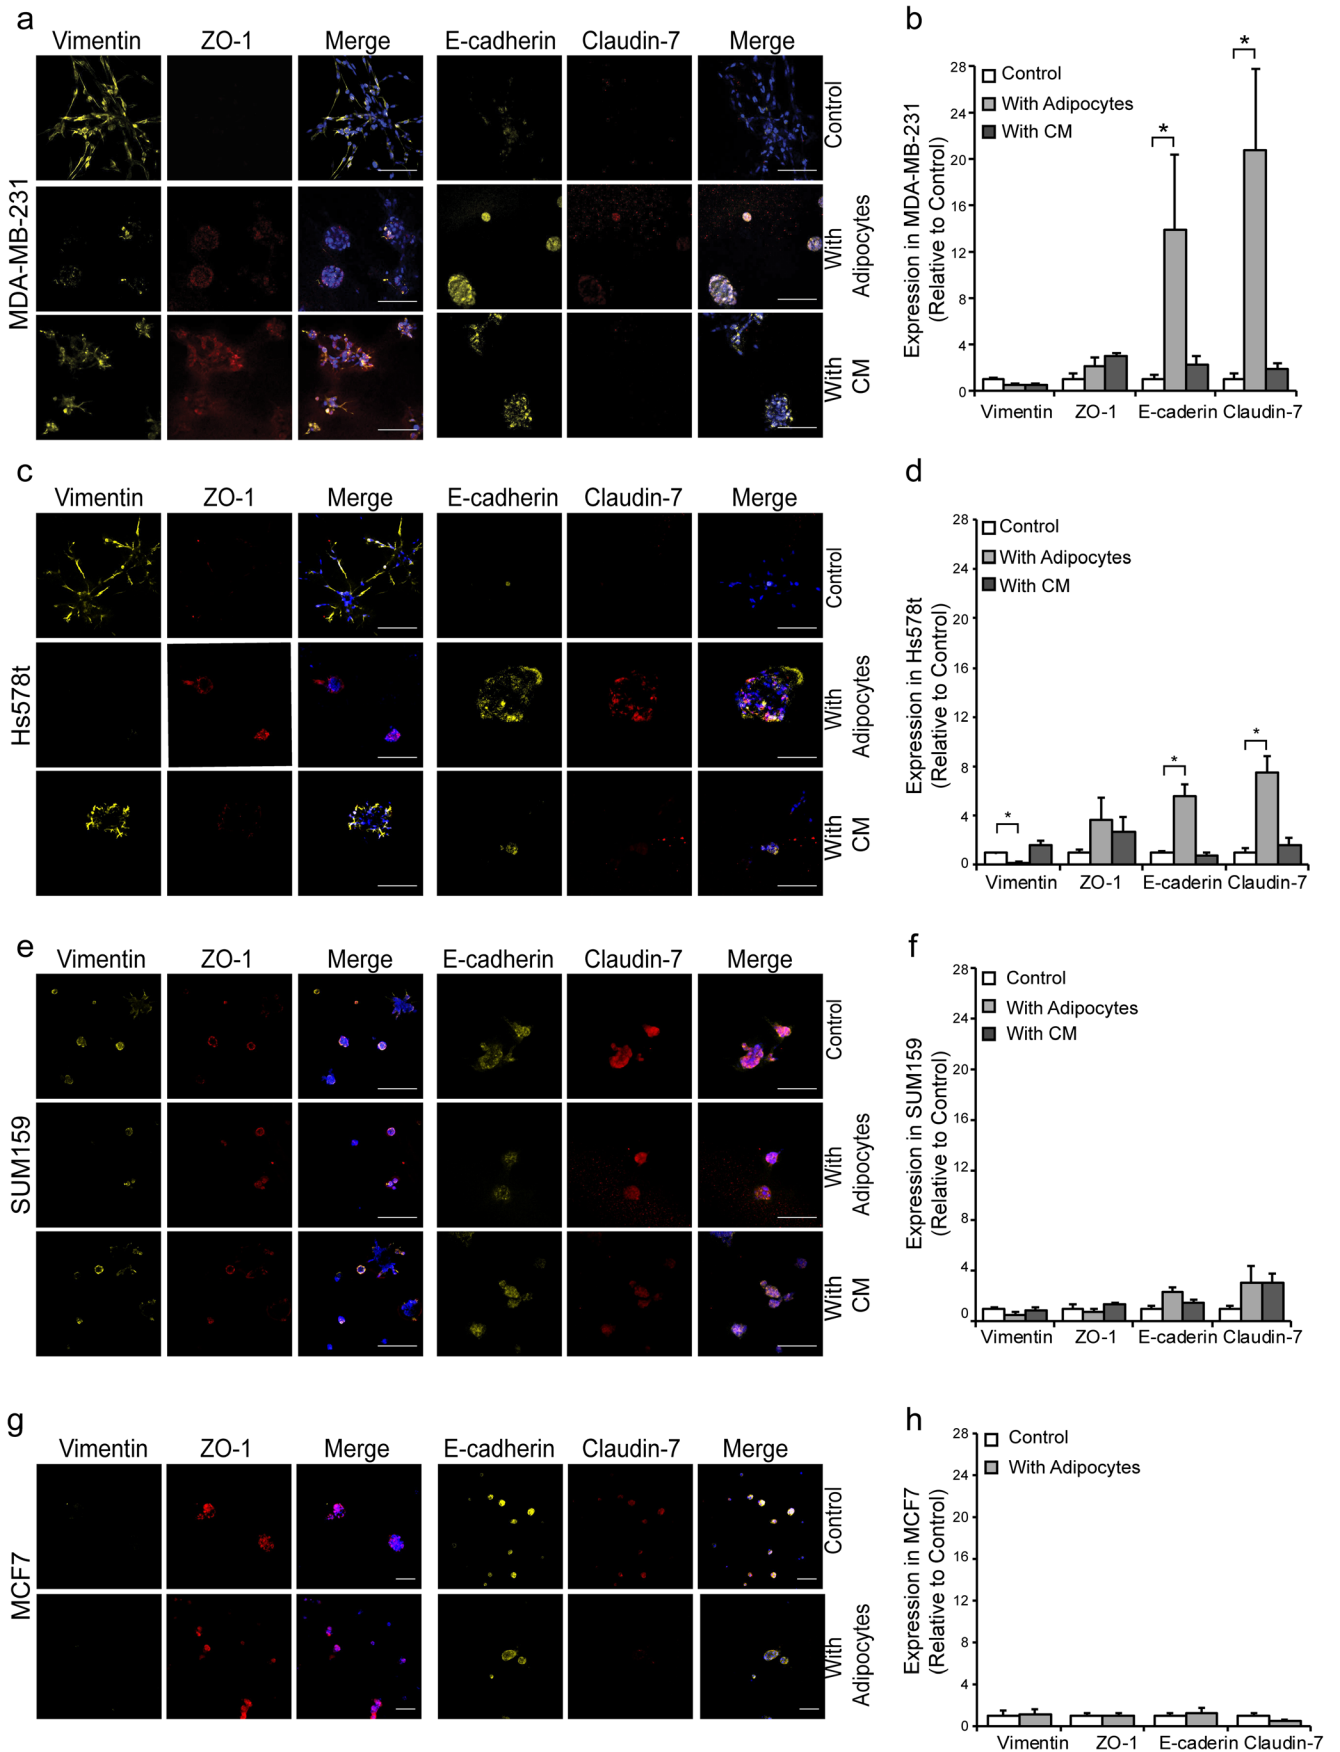 a
Vimentin ZO-1 Merge E-cadherin Claudin-7 Merge
MDA-MB-231
Control
With Adipocytes
With CM
b
Expression in MDA-MB-231
(Relative to Control)
28
24
20
16
12
8
4
0
Control
With Adipocytes
With CM
*
*
Vimentin ZO-1 E-caderin Claudin-7
c
Vimentin ZO-1 Merge E-cadherin Claudin-7 Merge
Hs578t
Control
With Adipocytes
With CM
d
Expression in Hs578t
(Relative to Control)
28
24
20
16
12
8
4
0
Control
With Adipocytes
With CM
*
*
*
Vimentin ZO-1 E-caderin Claudin-7
e
Vimentin ZO-1 Merge E-cadherin Claudin-7 Merge
SUM159
Control
With Adipocytes
With CM
f
Expression in SUM159
(Relative to Control)
28
24
20
16
12
8
4
0
Control
With Adipocytes
With CM
Vimentin ZO-1 E-caderin Claudin-7
g
Vimentin ZO-1 Merge E-cadherin Claudin-7 Merge
MCF7
Control
With Adipocytes
h
Expression in MCF7
(Relative to Control)
28
24
20
16
12
8
4
0
Control
With Adipocytes
Vimentin ZO-1 E-caderin Claudin-7